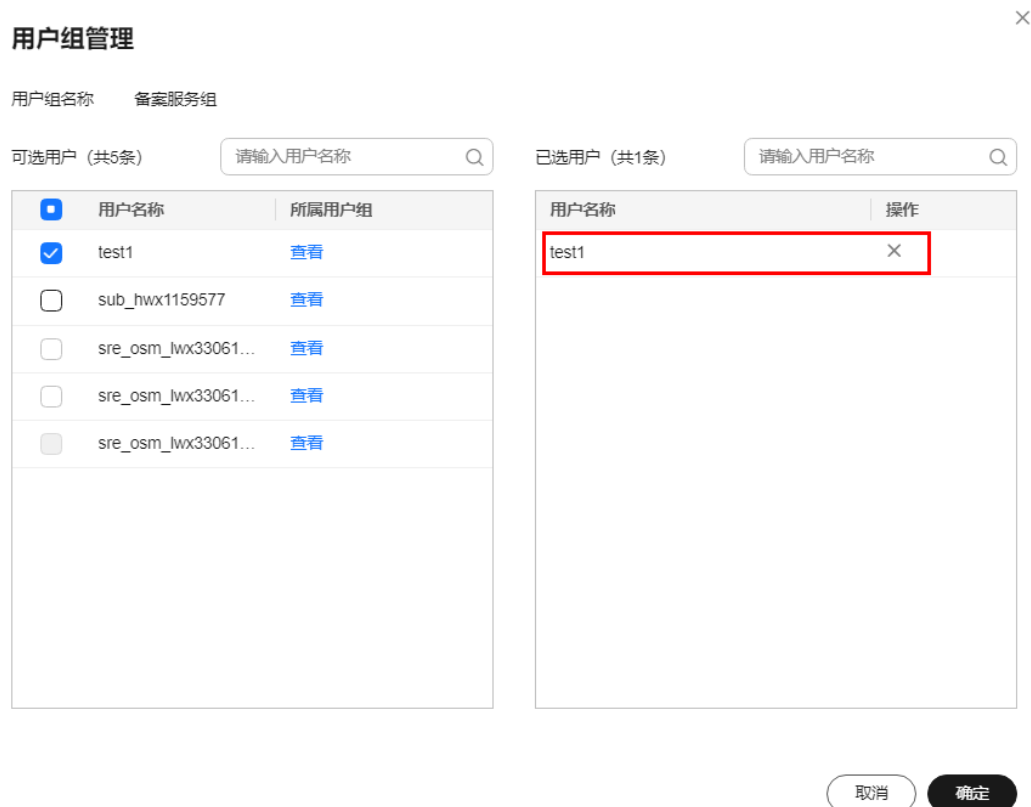 用户组管理
用户组名称 备案服务组
可选用户（共5条） 请输入用户名称
用户名称 所属用户组
test1 查看
sub_hwx1159577 查看
sre_osm_lwx33061... 查看
sre_osm_lwx33061... 查看
sre_osm_lwx33061... 查看
已选用户（共1条） 请输入用户名称
用户名称 操作
test1
取消 确定